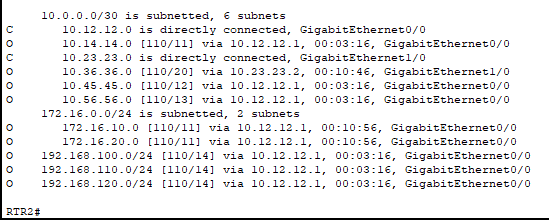 10.0.0.0/30 is subnetted, 6 subnets
C 10.12.12.0 is directly connected, GigabitEthernet0/0
O 10.14.14.0 [110/11] via 10.12.12.1, 00:03:16, GigabitEthernet0/0
C 10.23.23.0 is directly connected, GigabitEthernet1/0
O 10.36.36.0 [110/20] via 10.23.23.2, 00:10:46, GigabitEthernet1/0
O 10.45.45.0 [110/12] via 10.12.12.1, 00:03:16, GigabitEthernet0/0
O 10.56.56.0 [110/13] via 10.12.12.1, 00:03:16, GigabitEthernet0/0
172.16.0.0/24 is subnetted, 2 subnets
O 172.16.10.0 [110/11] via 10.12.12.1, 00:10:56, GigabitEthernet0/0
O 172.16.20.0 [110/11] via 10.12.12.1, 00:10:56, GigabitEthernet0/0
O 192.168.100.0/24 [110/14] via 10.12.12.1, 00:03:16, GigabitEthernet0/0
O 192.168.110.0/24 [110/14] via 10.12.12.1, 00:03:16, GigabitEthernet0/0
O 192.168.120.0/24 [110/14] via 10.12.12.1, 00:03:16, GigabitEthernet0/0
RTR2#